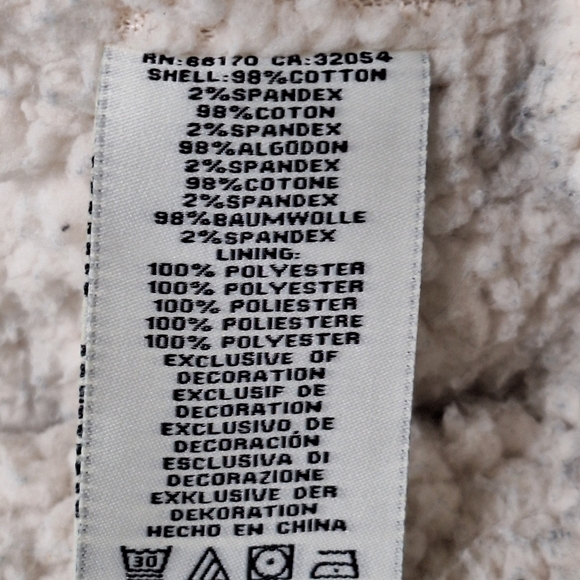 RN:66170 CA:32054
SHELL:98%COTTON
2%SPANDEX
98%COTON
2%SPANDEX
98%ALGODON
2%SPANDEX
98%COTONE
2%SPANDEX
98%BAUMWOLLE
2%SPANDEX
LINING:
100% POLYESTER
100% POLYESTER
100% POLIESTER
100% POLIESTERE
100% POLYESTER
EXCLUSIVE OF
DECORATION
EXCLUSIF DE
DECORATION
EXCLUSIVO DE
DECORACIÓN
ESCLUSIVA DI
DECORAZIONE
EXKLUSIVE DER
DEKORATION
HECHO EN CHINA
30